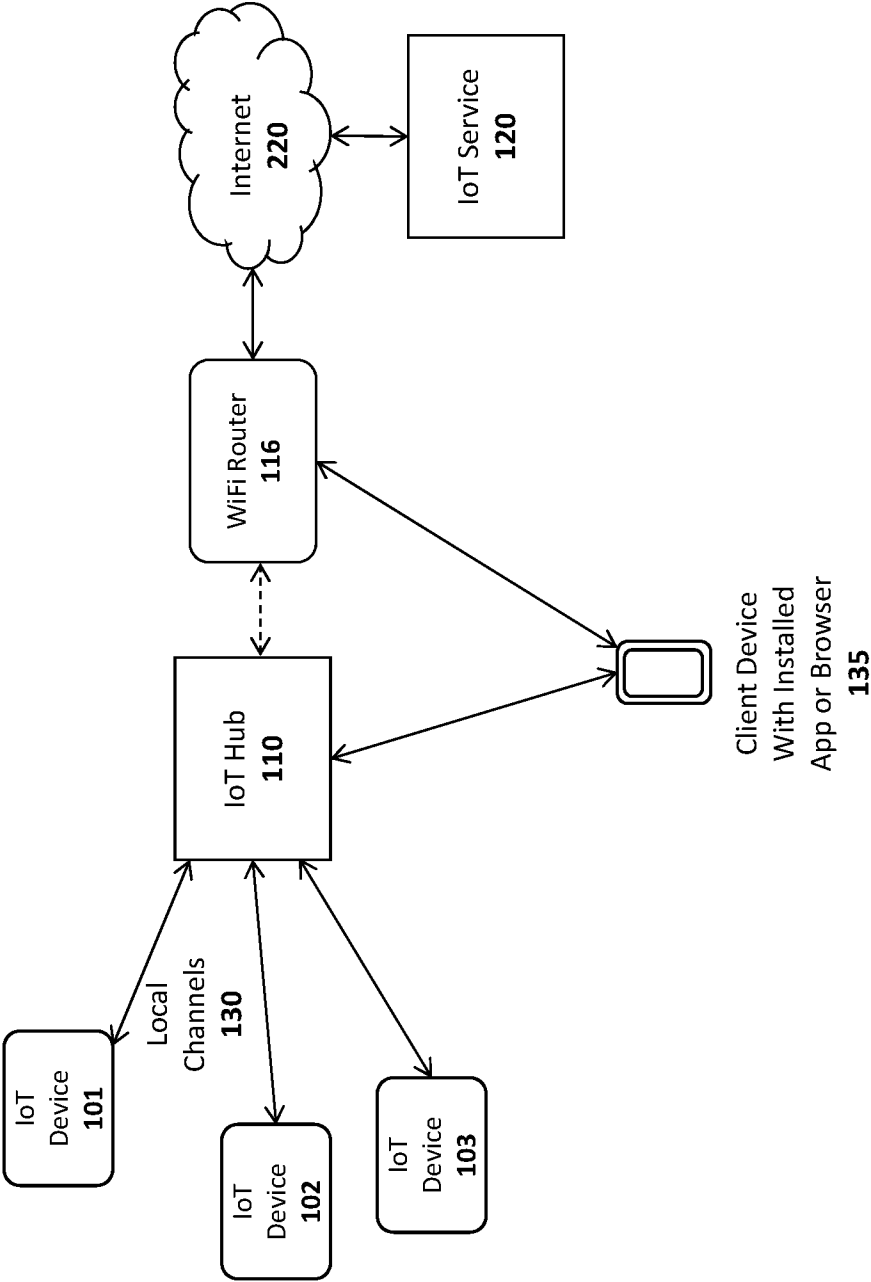 IoT
Device
101
IoT
Device
102
IoT
Device
103
Local
Channels
130
IoT Hub
110
WiFi Router
116
Internet
220
IoT Service
120
Client Device
With Installed
App or Browser
135